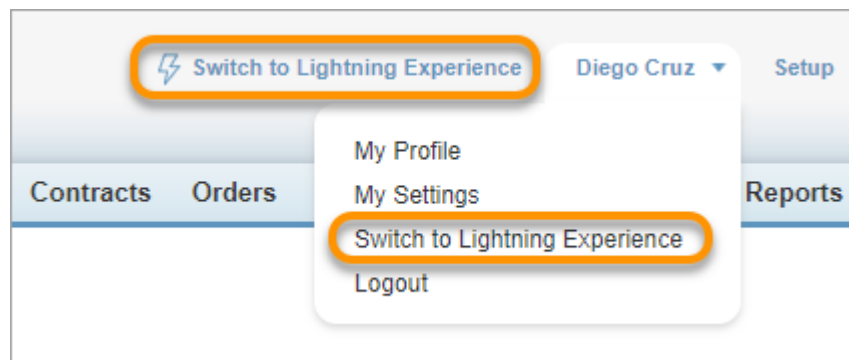 Switch to Lightning Experience Diego Cruz Setup
My Profile
Contracts Orders My Settings Reports
Switch to Lightning Experience
Logout